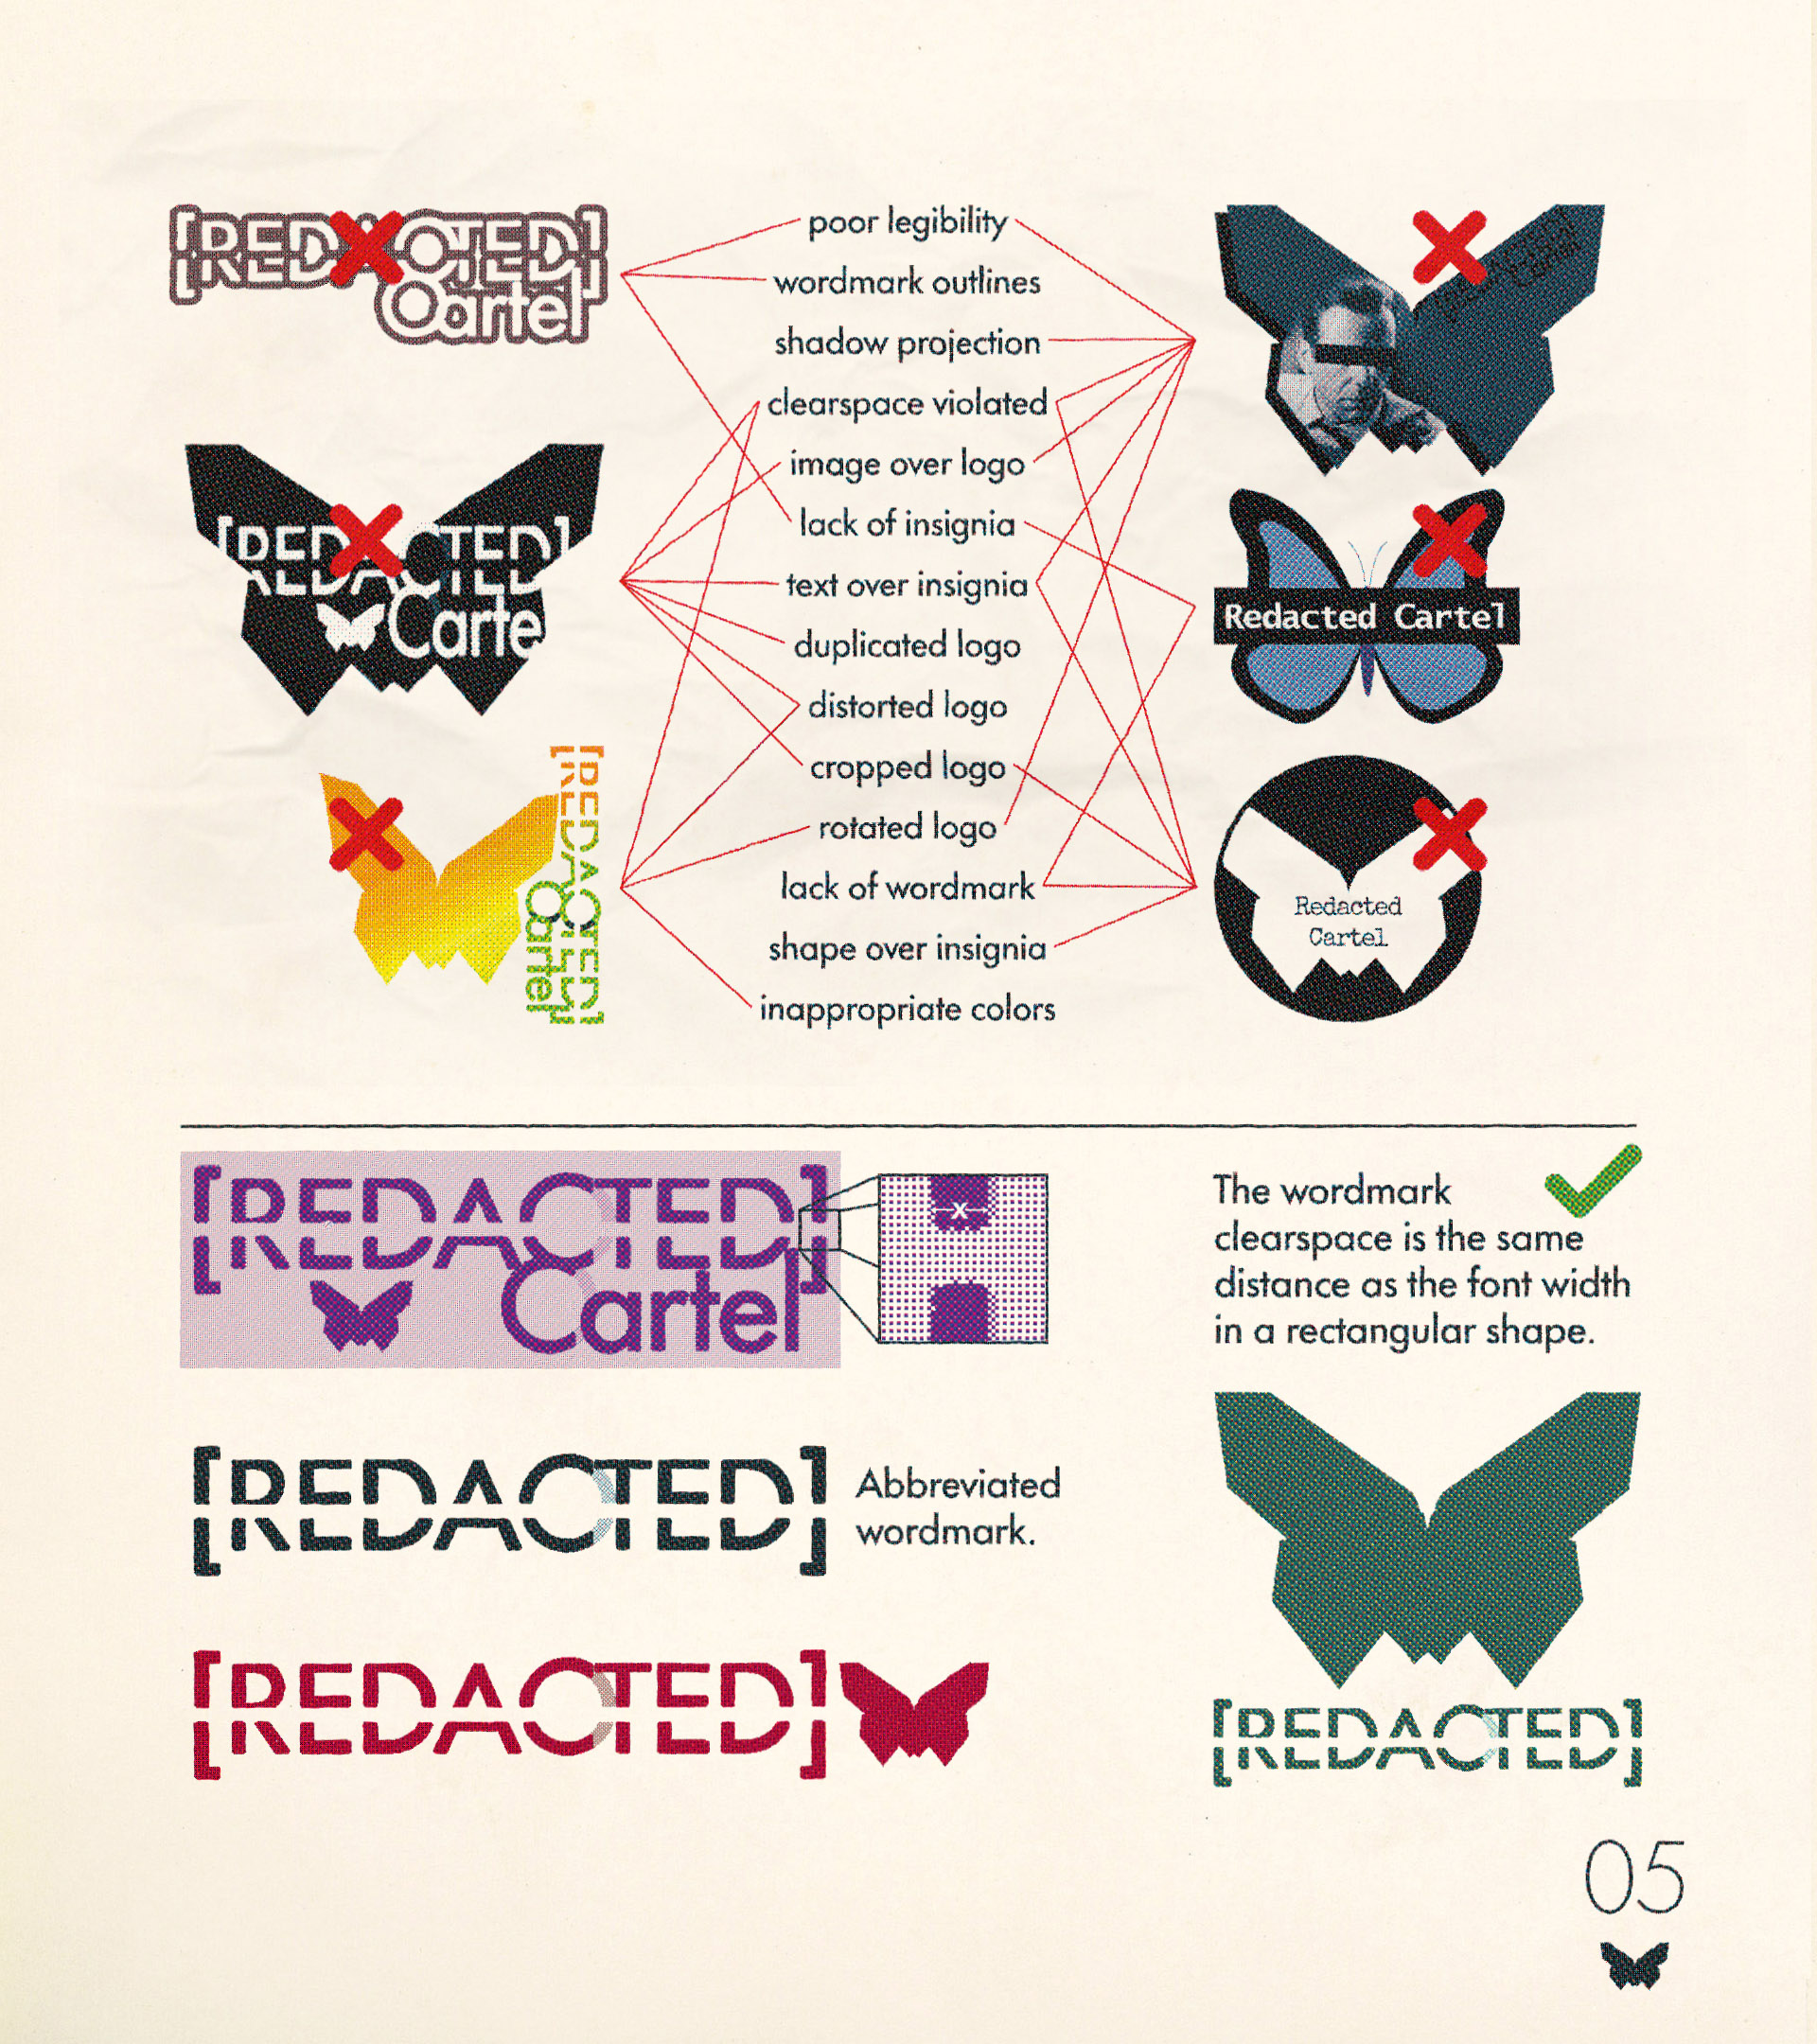 [REDACTED]
Cartel
poor legibility
wordmark outlines
shadow projection
clearspace violated
image over logo
lack of insignia
text over insignia
duplicated logo
distorted logo
cropped logo
rotated logo
lack of wordmark
shape over insignia
inappropriate colors
[REDACTED]
Carte
[REDACTED]
Cartel
Redacted Cartel
Redacted
Cartel
[REDACTED]
Cartel
x
The wordmark
clearspace is the same
distance as the font width
in a rectangular shape.
[REDACTED]
Abbreviated
wordmark.
[REDACTED]
[REDACTED]
05